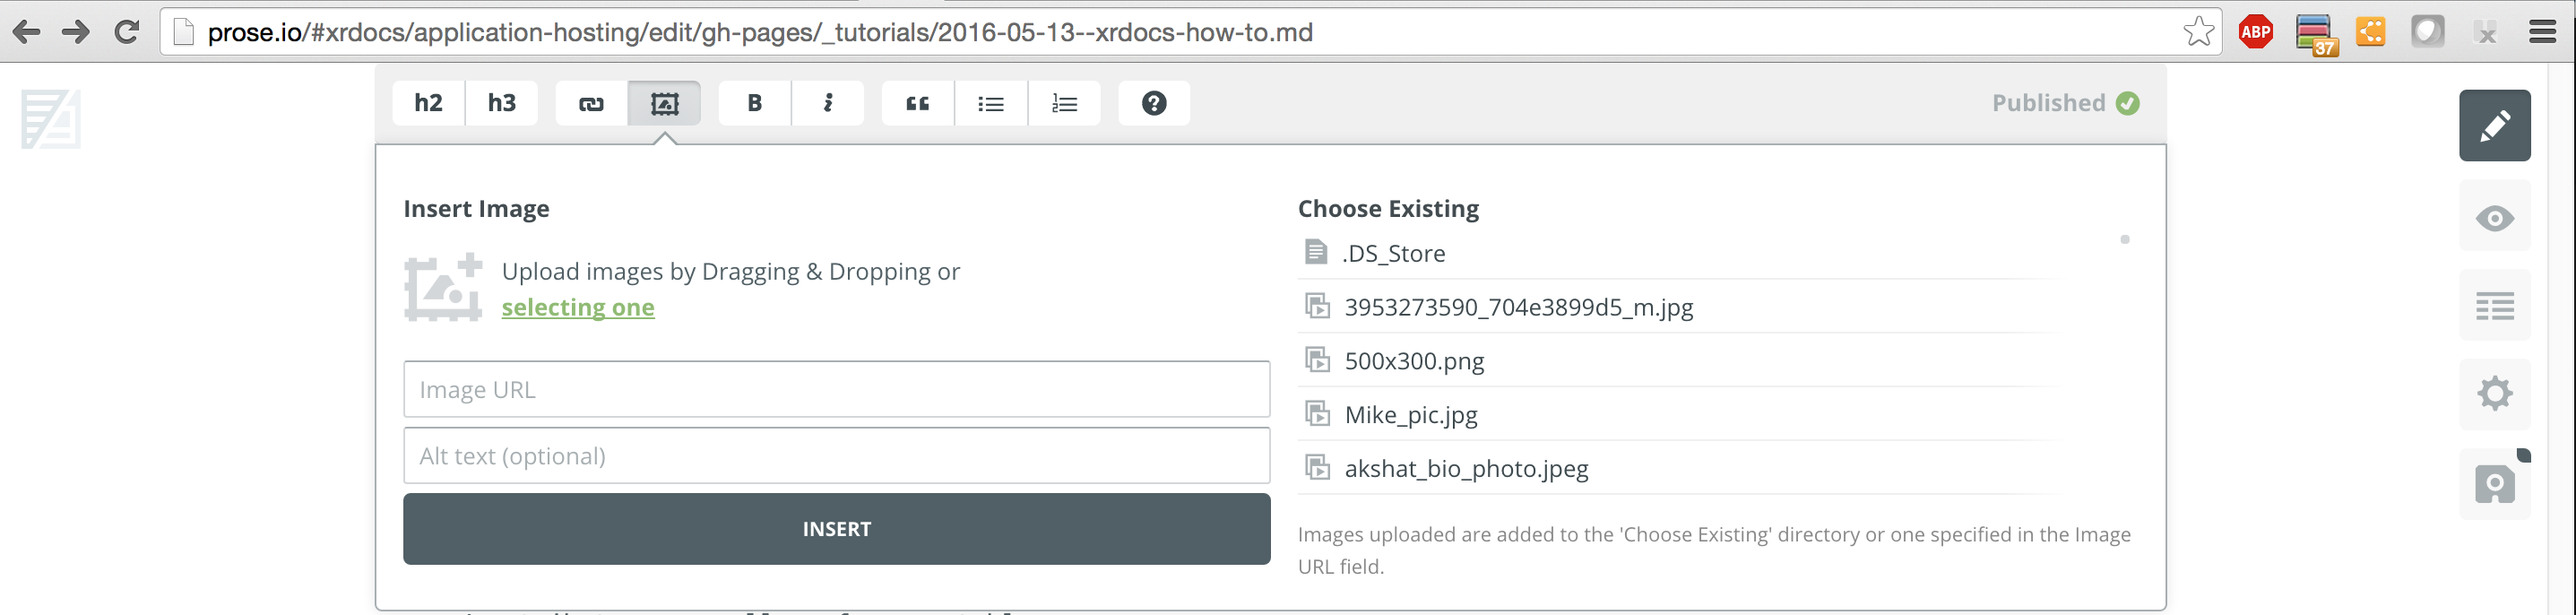 prose.io/#xrdocs/application-hosting/edit/gh-pages/_tutorials/2016-05-13--xrdocs-how-to.md
ABP
37
h2 h3 B i
Published
Insert Image
Upload images by Dragging & Dropping or
selecting one
Image URL
Alt text (optional)
INSERT
Choose Existing
.DS_Store
3953273590_704e3899d5_m.jpg
500x300.png
Mike_pic.jpg
akshat_bio_photo.jpeg
Images uploaded are added to the 'Choose Existing' directory or one specified in the Image
URL field.